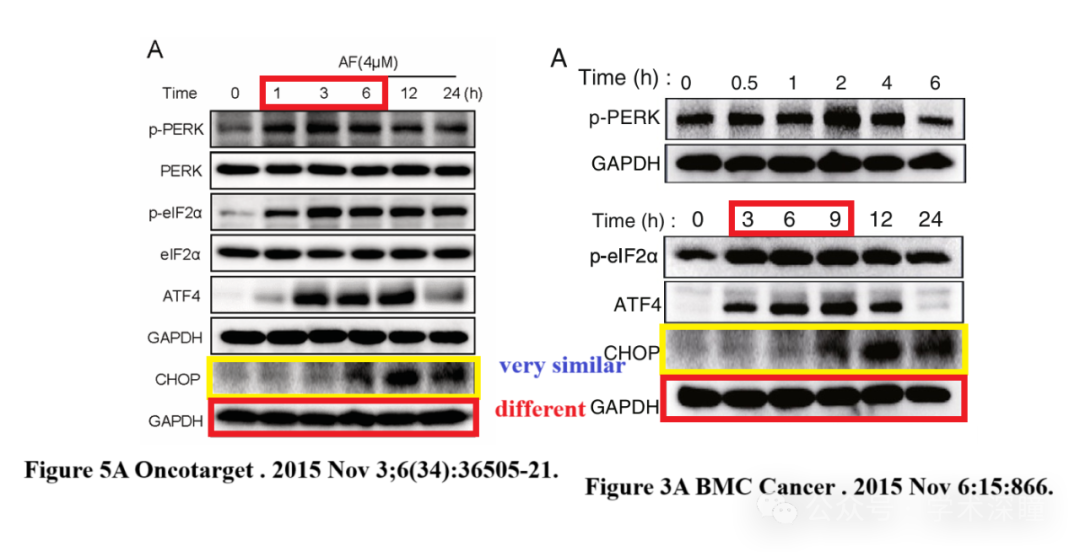 A
AF(4μM)
Time 0 1 3 6 12 24 (h)
p-PERK
PERK
p-eIF2α
eIF2α
ATF4
GAPDH
CHOP
GAPDH
Figure 5A Oncotarget . 2015 Nov 3;6(34):36505-21.
very similar
different
A
Time (h) : 0 0.5 1 2 4 6
p-PERK
GAPDH
Time (h) : 0 3 6 9 12 24
p-eIF2α
ATF4
CHOP
GAPDH
Figure 3A BMC Cancer . 2015 Nov 6:15:866.
公众号